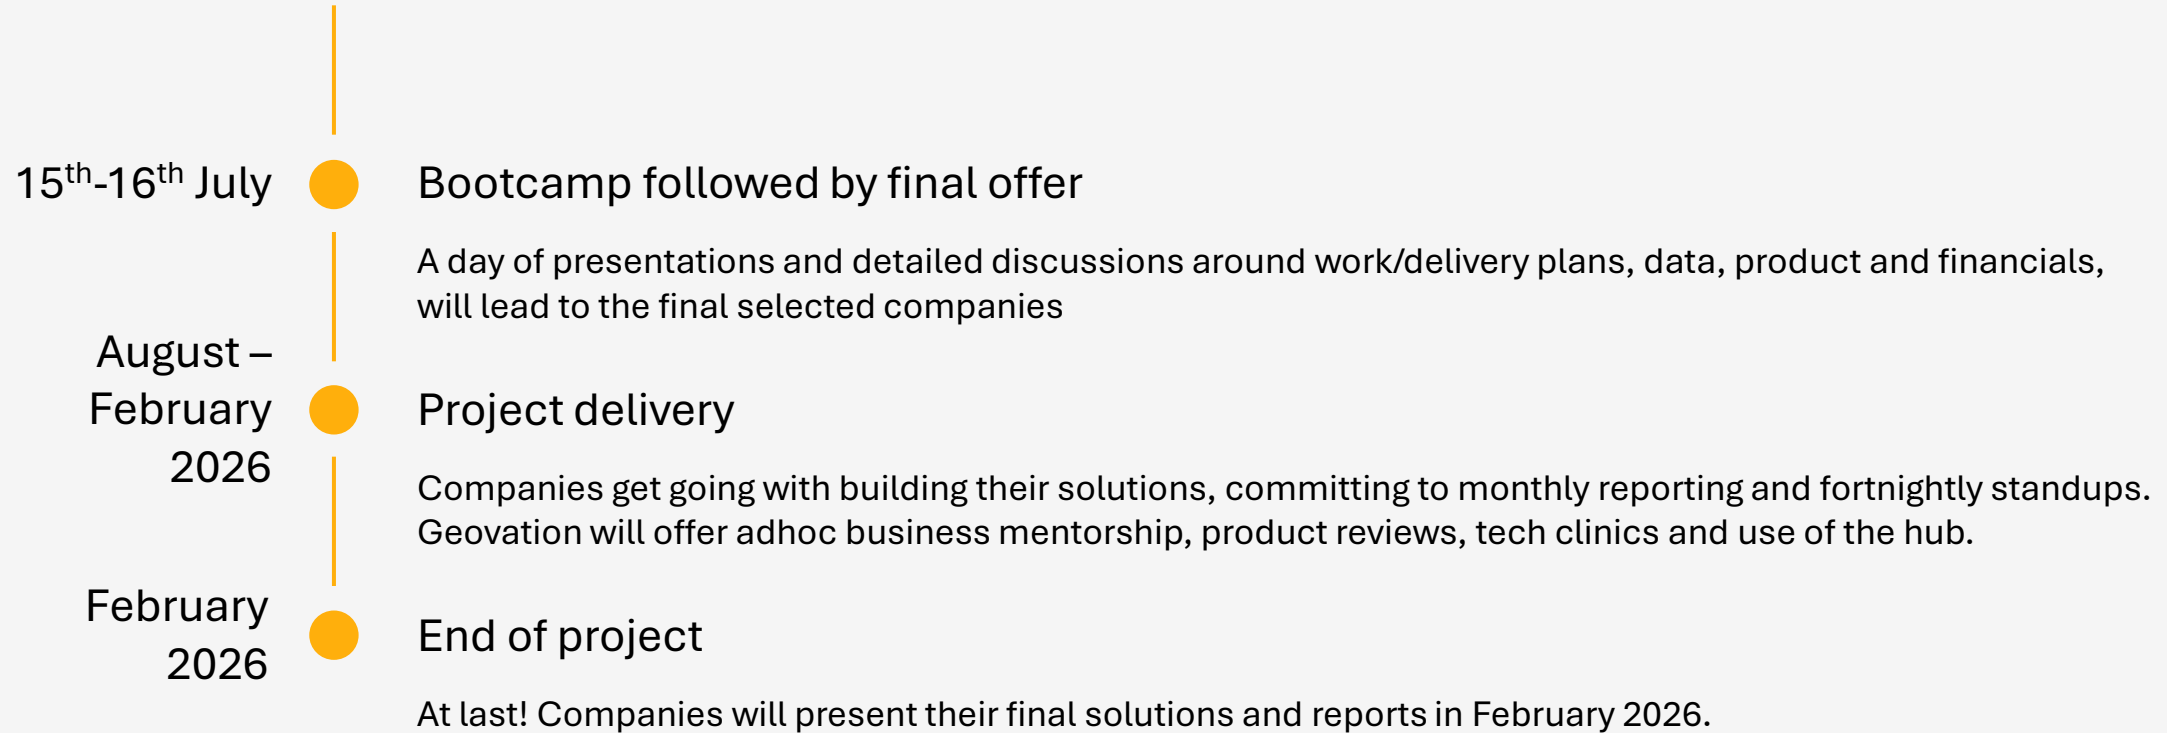 15th-16th July
Bootcamp followed by final offer
A day of presentations and detailed discussions around work/delivery plans, data, product and financials,
will lead to the final selected companies
August –
February
2026
Project delivery
Companies get going with building their solutions, committing to monthly reporting and fortnightly standups.
Geovation will offer adhoc business mentorship, product reviews, tech clinics and use of the hub.
February
2026
End of project
At last! Companies will present their final solutions and reports in February 2026.